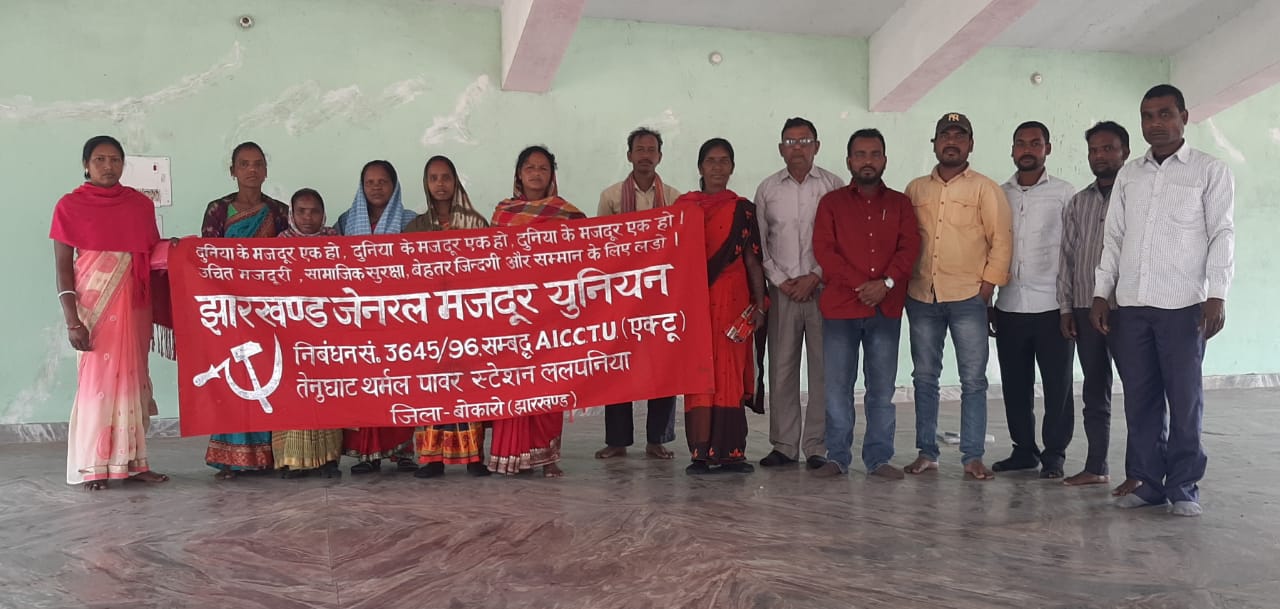 दुनिया के मजदूर एक हो, दुनिया के मजदूर एक हो, दुनिया के मजदूर एक हो।
उचित मजदूरी, सामाजिक सुरक्षा, बेहतर जिन्दगी और सम्मान के लिए लडो।
झारखण्ड जेनरल मजदूर युनियन
निबंधन सं॰ 3645/96. सम्बद्ध A.I.C.C.T.U. (एक्टू)
तेनुघाट थर्मल पावर स्टेशन ललपनिया
जिला- बोकारो (झारखण्ड)